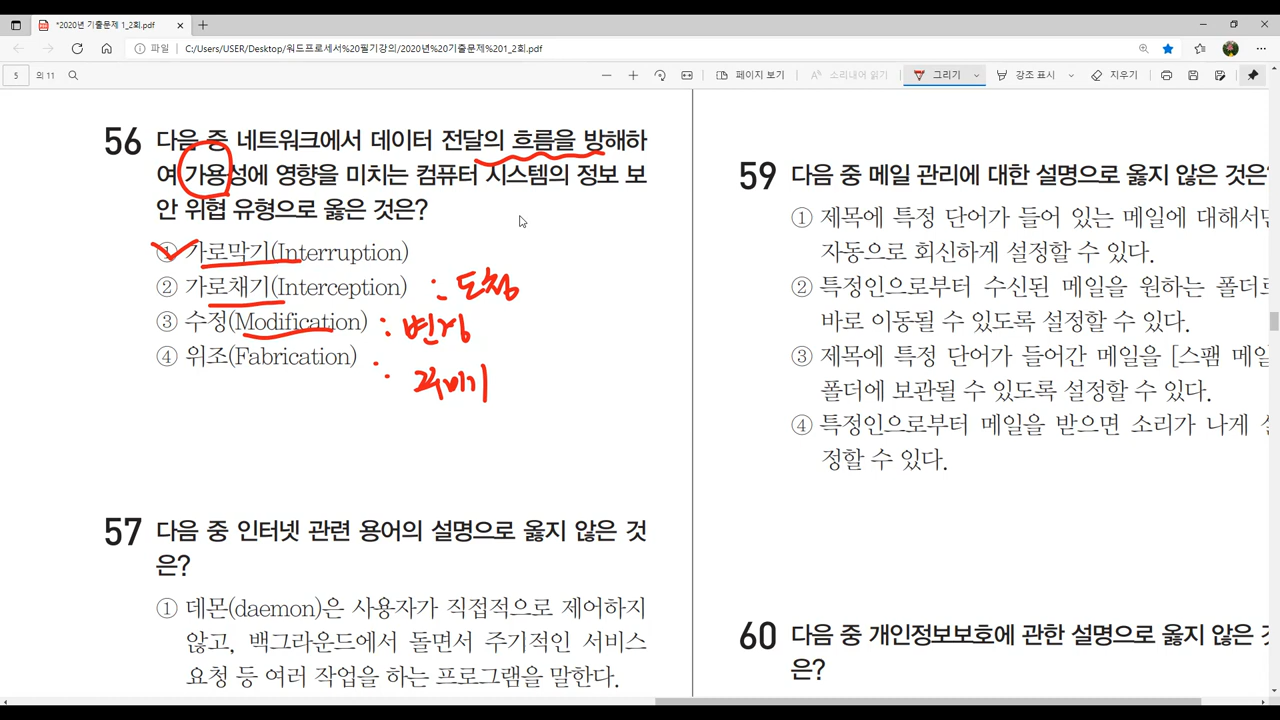 *2020년 기출문제 1_2회.pdf
파일 C:/Users/USER/Desktop/워드프로세서%20필기강의/2020년%20기출문제%201_2회.pdf
5 의 11 페이지 보기 소리내어 읽기 그리기 강조 표시 지우기
56 다음 중 네트워크에서 데이터 전달의 흐름을 방해하
여 가용성에 영향을 미치는 컴퓨터 시스템의 정보 보
안 위협 유형으로 옳은 것은?
① 가로막기(Interruption)
② 가로채기(Interception) : 도청
③ 수정(Modification) : 변경
④ 위조(Fabrication) :
57 다음 중 인터넷 관련 용어의 설명으로 옳지 않은 것
은?
① 데몬(daemon)은 사용자가 직접적으로 제어하지
않고, 백그라운드에서 돌면서 주기적인 서비스
요청 등 여러 작업을 하는 프로그램을 말한다.
59 다음 중 메일 관리에 대한 설명으로 옳지 않은 것은?
① 제목에 특정 단어가 들어 있는 메일에 대해서만
자동으로 회신하게 설정할 수 있다.
② 특정인으로부터 수신된 메일을 원하는 폴더로
바로 이동될 수 있도록 설정할 수 있다.
③ 제목에 특정 단어가 들어간 메일을 [스팸 메일
폴더에 보관될 수 있도록 설정할 수 있다.
④ 특정인으로부터 메일을 받으면 소리가 나게 설
정할 수 있다.
60 다음 중 개인정보보호에 관한 설명으로 옳지 않은 것
은?